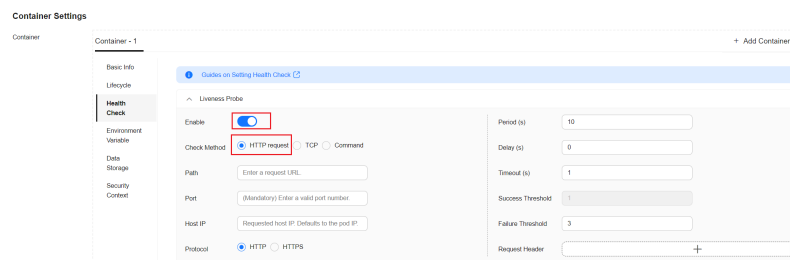 Container Settings
Container
Container - 1
+ Add Container
Basic Info
Lifecycle
Health
Check
Environment
Variable
Data
Storage
Security
Context
Guides on Setting Health Check
Liveness Probe
Enable
Check Method HTTP request TCP Command
Path Enter a request URL.
Port (Mandatory) Enter a valid port number.
Host IP Requested host IP. Defaults to the pod IP.
Protocol HTTP HTTPS
Period (s) 10
Delay (s) 0
Timeout (s) 1
Success Threshold 1
Failure Threshold 3
Request Header +